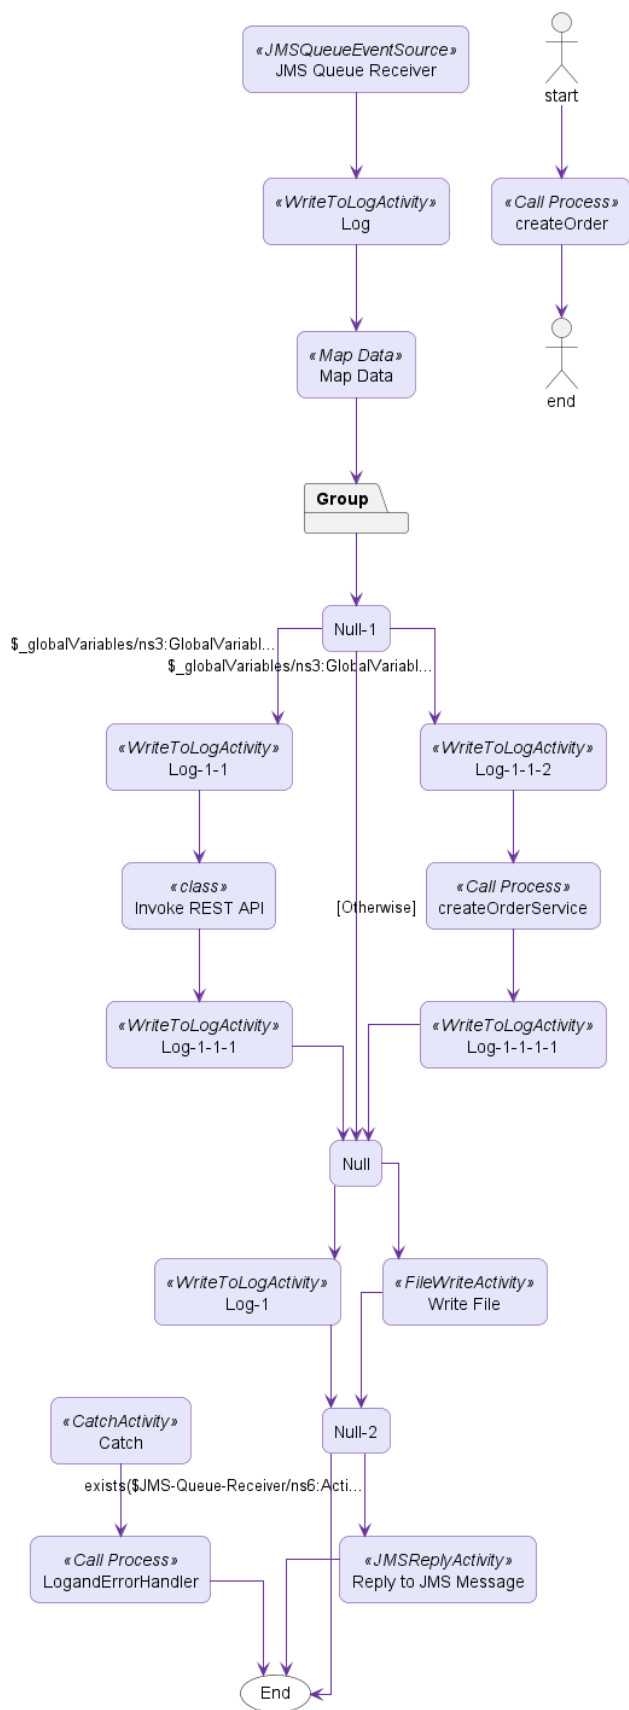 «JMSQueueEventSource»
JMS Queue Receiver
start
«WriteToLogActivity»
Log
«Call Process»
createOrder
«Map Data»
Map Data
end
Group
Null-1
$_globalVariables/ns3:GlobalVariabl...
$_globalVariables/ns3:GlobalVariabl...
«WriteToLogActivity»
Log-1-1
«WriteToLogActivity»
Log-1-1-2
«class»
Invoke REST API
[Otherwise]
«Call Process»
createOrderService
«WriteToLogActivity»
Log-1-1-1
«WriteToLogActivity»
Log-1-1-1-1
Null
«WriteToLogActivity»
Log-1
«FileWriteActivity»
Write File
«CatchActivity»
Catch
Null-2
exists($JMS-Queue-Receiver/ns6:Acti...
«Call Process»
LogandErrorHandler
«JMSReplyActivity»
Reply to JMS Message
End